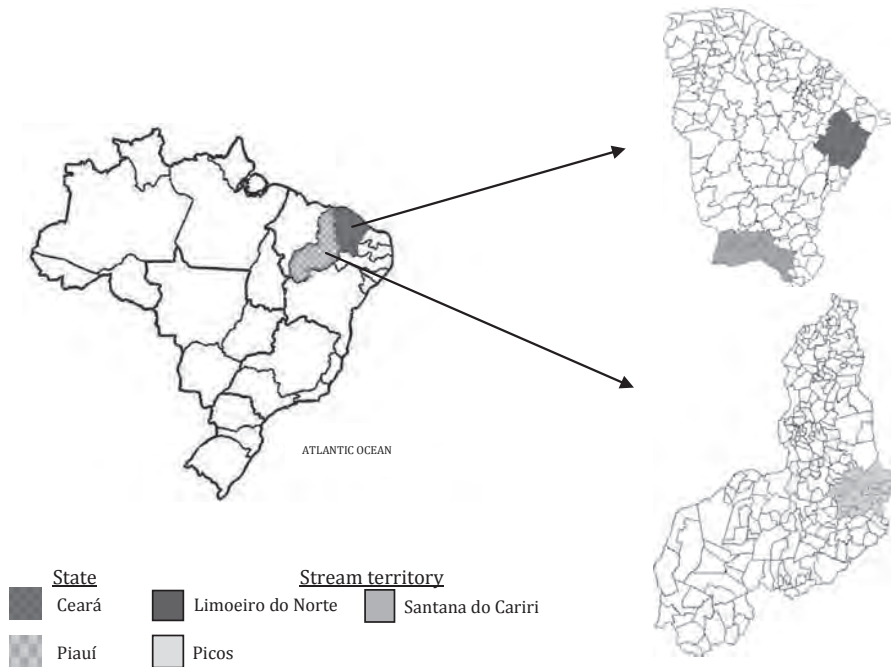 ATLANTIC OCEAN
State
Stream territory
Ceará
Limoeiro do Norte
Santana do Cariri
Piauí
Picos